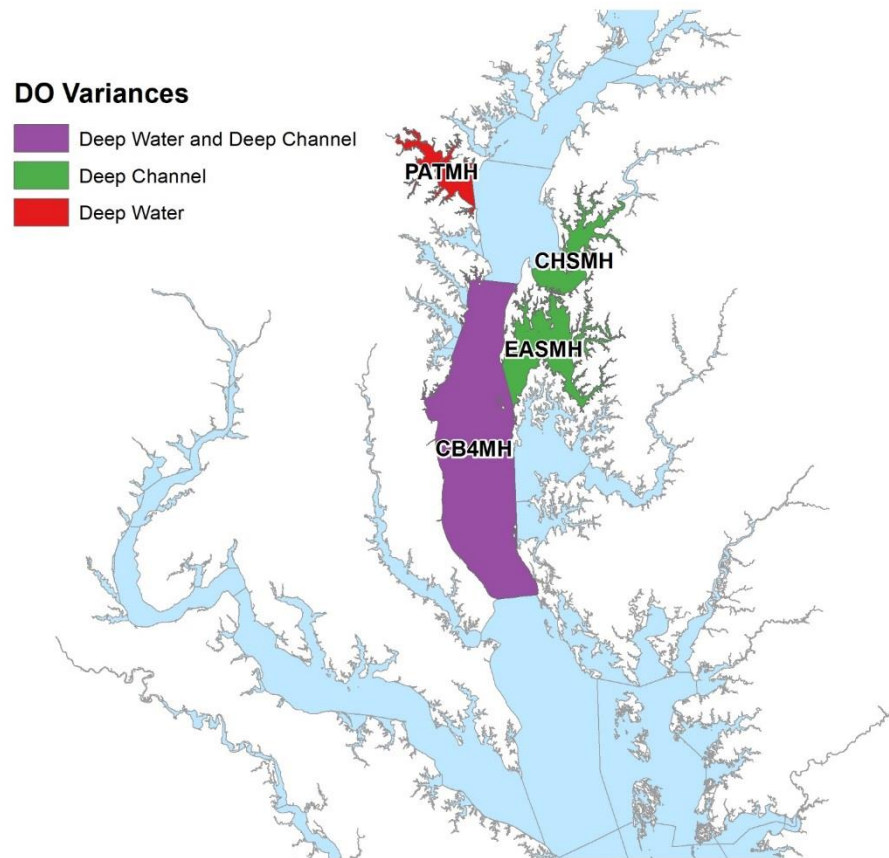 DO Variances
Deep Water and Deep Channel
Deep Channel
Deep Water
PATMH
CHSMH
EASMH
CB4MH